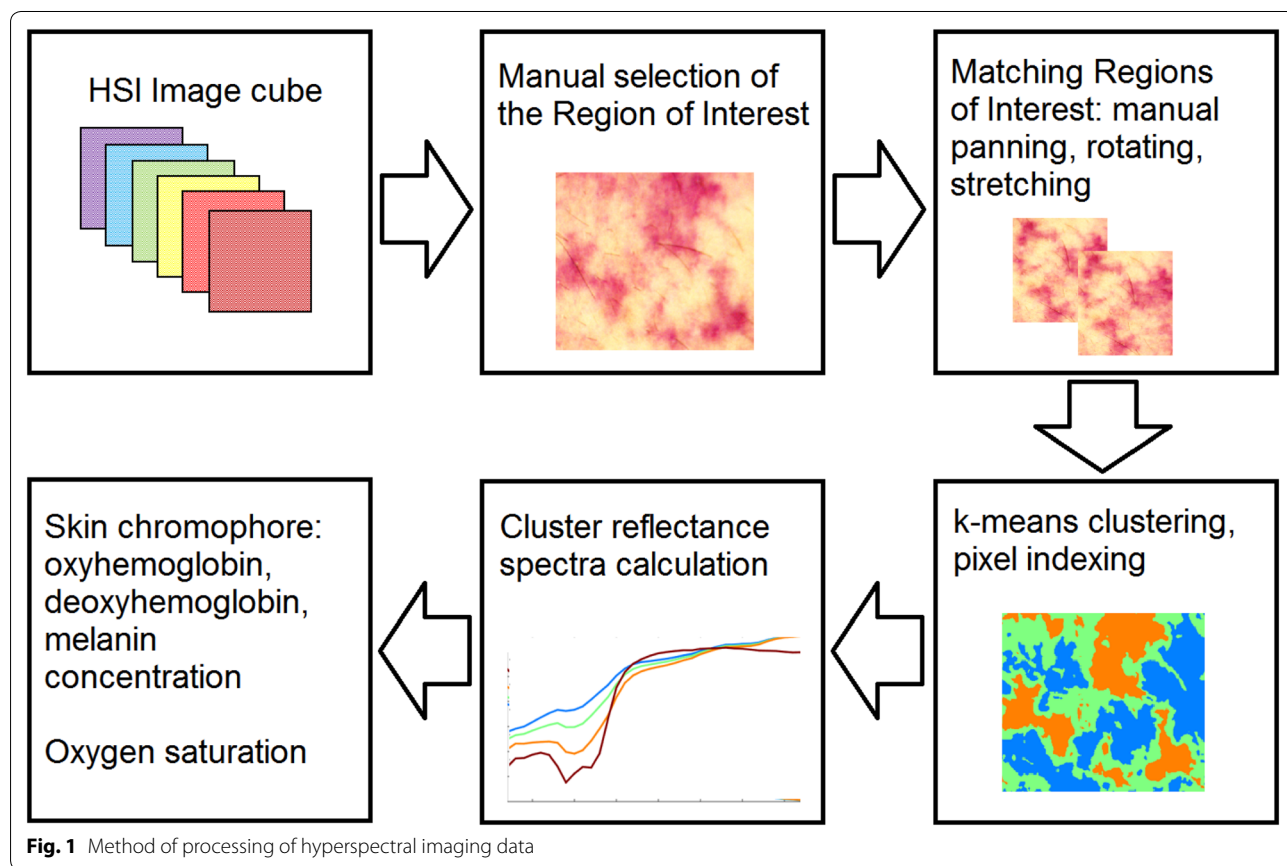 HSI Image cube
Manual selection of
the Region of Interest
Matching Regions
of Interest: manual
panning, rotating,
stretching
k-means clustering,
pixel indexing
Cluster reflectance
spectra calculation
Skin chromophore:
oxyhemoglobin,
deoxyhemoglobin,
melanin
concentration
Oxygen saturation
Fig. 1 Method of processing of hyperspectral imaging data